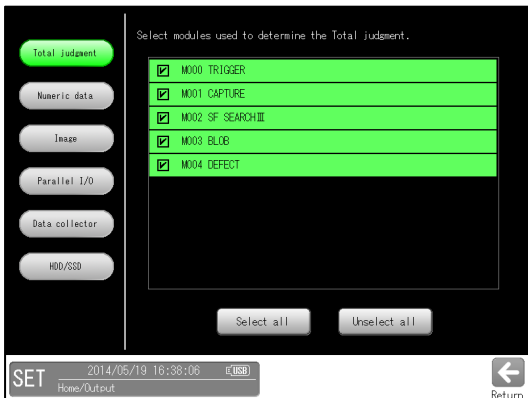 Select modules used to determine the Total judgment.
Total judgment
Numeric data
Image
Parallel I/O
Data collector
HDD/SSD
M000 TRIGGER
M001 CAPTURE
M002 SF SEARCHⅢ
M003 BLOB
M004 DEFECT
Select all
Unselect all
SET
2014/05/19 16:38:06
USB
Home/Output
Return